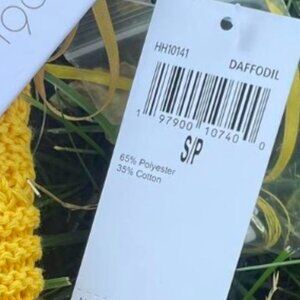 HH10141
DAFFODIL
1 97900 10740 0
S/P
65% Polyester
35% Cotton